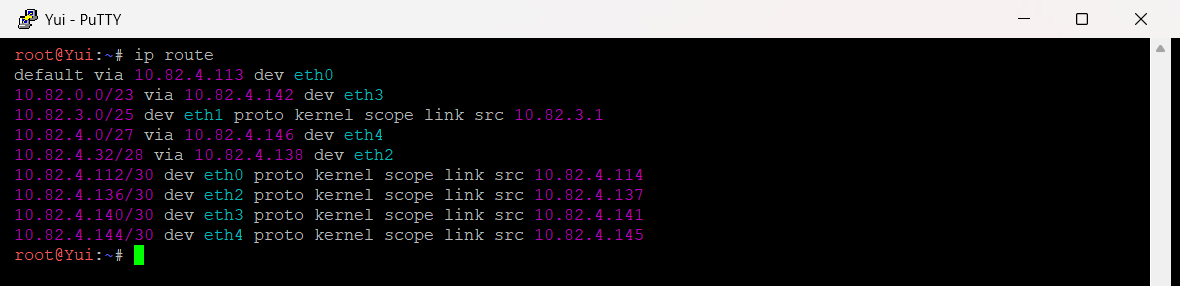 Yui - PuTTY
root@Yui:~# ip route
default via 10.82.4.113 dev eth0
10.82.0.0/23 via 10.82.4.142 dev eth3
10.82.3.0/25 dev eth1 proto kernel scope link src 10.82.3.1
10.82.4.0/27 via 10.82.4.146 dev eth4
10.82.4.32/28 via 10.82.4.138 dev eth2
10.82.4.112/30 dev eth0 proto kernel scope link src 10.82.4.114
10.82.4.136/30 dev eth2 proto kernel scope link src 10.82.4.137
10.82.4.140/30 dev eth3 proto kernel scope link src 10.82.4.141
10.82.4.144/30 dev eth4 proto kernel scope link src 10.82.4.145
root@Yui:~#